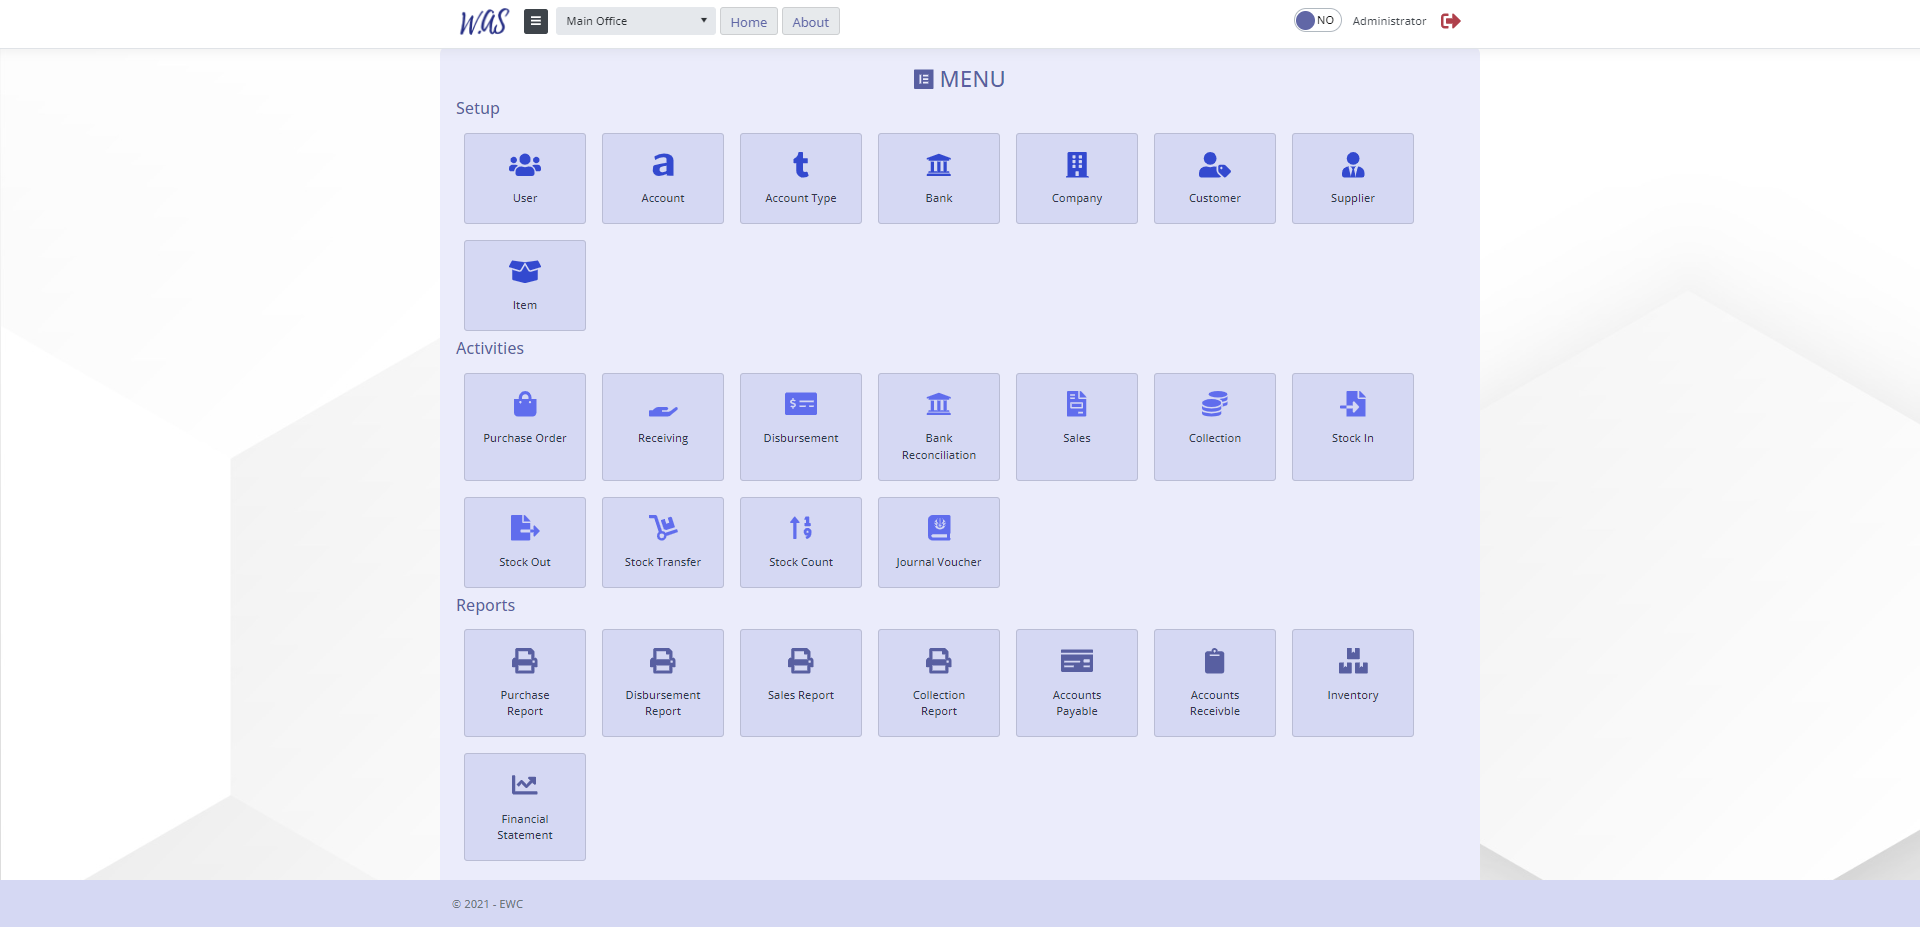 W.AS
Main Office
Home
About
NO
Administrator
MENU
Setup
User
Account
Account Type
Bank
Company
Customer
Supplier
Item
Activities
Purchase Order
Receiving
Disbursement
Bank
Reconciliation
Sales
Collection
Stock In
Stock Out
Stock Transfer
Stock Count
Journal Voucher
Reports
Purchase
Report
Disbursement
Report
Sales Report
Collection
Report
Accounts
Payable
Accounts
Receivble
Inventory
Financial
Statement
© 2021 - EWC